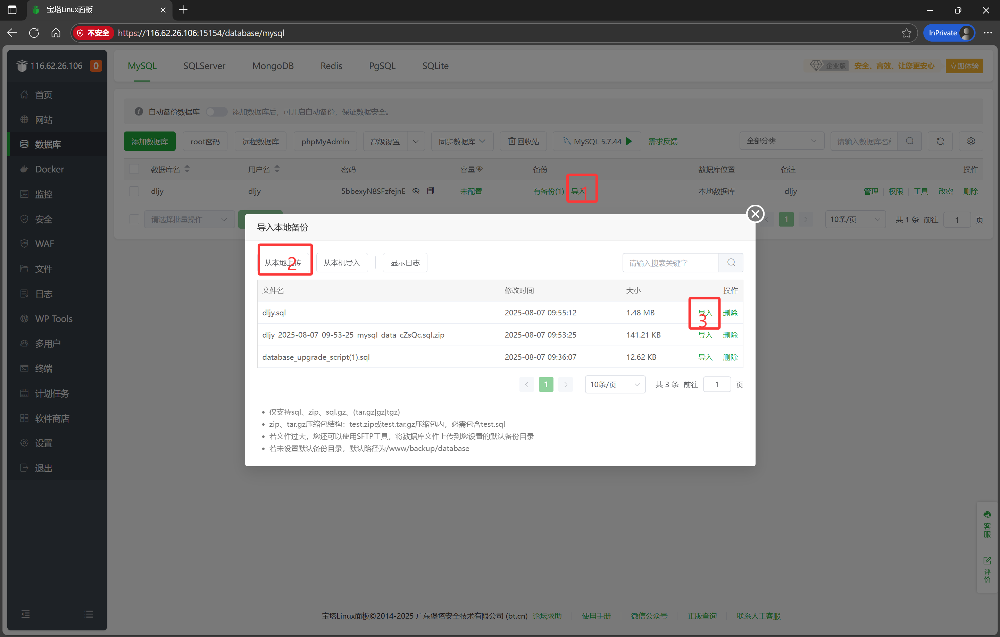 宝塔Linux面板
不安全 https://116.62.26.106:15154/database/mysql
InPrivate
116.62.26.106 0
首页
网站
数据库
Docker
监控
安全
WAF
文件
日志
WP Tools
多用户
终端
计划任务
软件商店
设置
退出
MySQL SQLServer MongoDB Redis PgSQL SQLite
企业版 安全、高效、让您更安心 立即体验
自动备份数据库 添加数据库后，可开启自动备份，保证数据安全。
添加数据库 root密码 远程数据库 phpMyAdmin 高级设置 同步数据库 回收站 MySQL 5.7.44 需求反馈 全部分类 请输入数据库名称
数据库名 用户名 密码 容量 备份 数据库位置 备注 操作
dljy dljy 5bbexyN8SFzfejnE 未配置 有备份(1) 导入 1 本地数据库 dljy 管理 权限 工具 改密 删除
请选择批量操作 1 10条/页 共 1 条 前往 1 页
导入本地备份
从本地上传 2 从本机导入 显示日志 请输入搜索关键字
文件名 修改时间 大小 操作
dljy.sql 2025-08-07 09:55:12 1.48 MB 导入 3 删除
dljy_2025-08-07_09-53-25_mysql_data_cZsQc.sql.zip 2025-08-07 09:53:25 141.21 KB 导入 删除
database_upgrade_script(1).sql 2025-08-07 09:36:07 12.62 KB 导入 删除
1 10条/页 共 3 条 前往 1 页
仅支持sql、zip、sql.gz、(tar.gz|gz|tgz)
zip、tar.gz压缩包结构：test.zip或test.tar.gz压缩包内，必需包含test.sql
若文件过大，您还可以使用SFTP工具，将数据库文件上传到您设置的默认备份目录
若未设置默认备份目录，默认路径为/www/backup/database
客服
评价
宝塔Linux面板©2014-2025 广东堡塔安全技术有限公司 (bt.cn) 论坛求助 使用手册 微信公众号 正版查询 联系人工客服